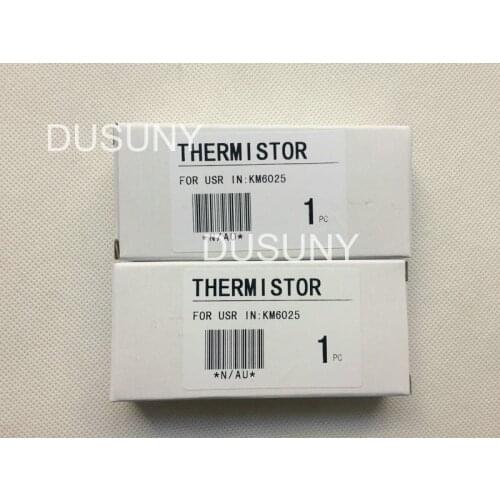 DUSUNY
THERMISTOR
FOR USR IN:KM6025
1 PC
*N/AU*
DUSUNY
THERMISTOR
FOR USR IN:KM6025
1 PC
*N/AU*